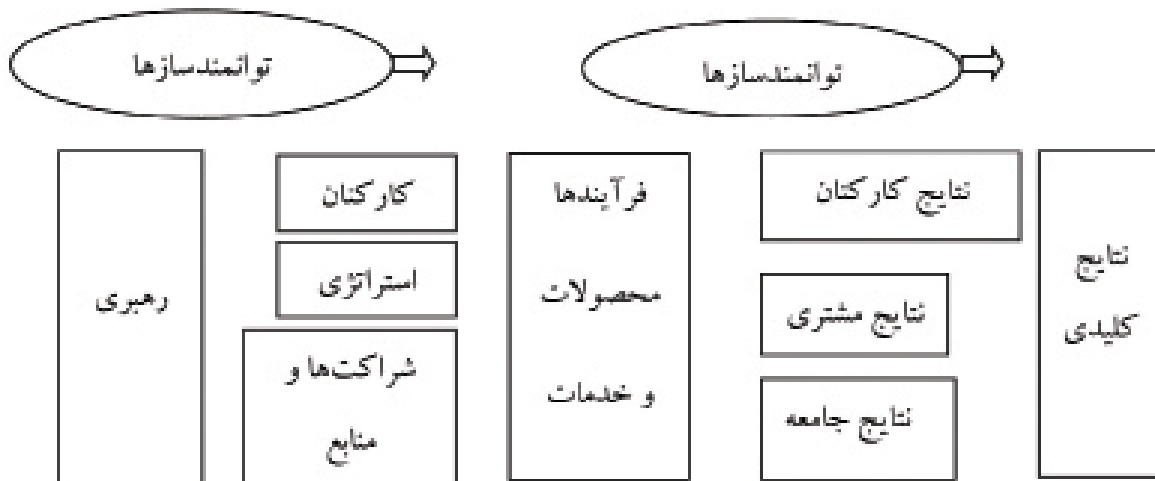 توانمندسازها
توانمندسازها
رهبری
کارکنان
استراتژی
شراکت‌ها و
منابع
فرآیندها
محصولات
و خدمات
نتایج کارکنان
نتایج مشتری
نتایج جامعه
نتایج
کلیدی